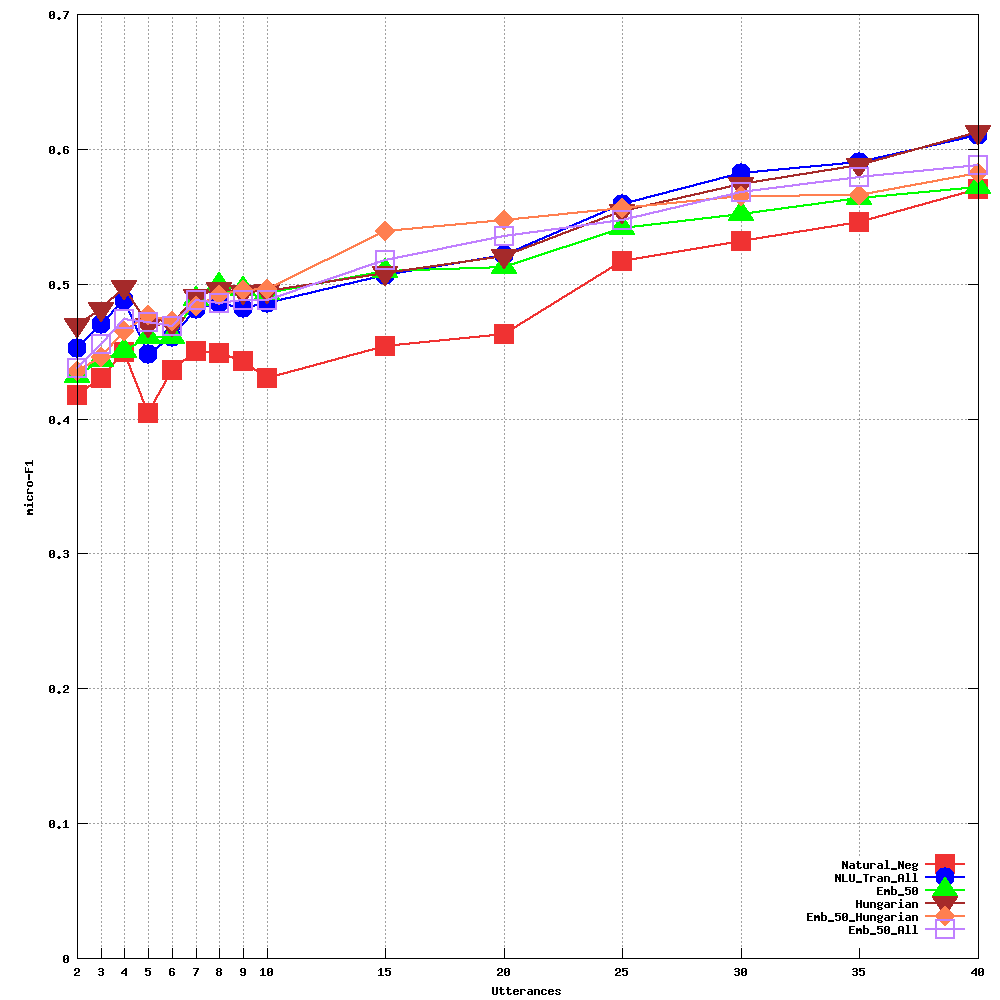 0.7
0.6
0.5
0.4
0.3
0.2
0.1
0
micro-F1
Natural_Neg
NLU_Tran_All
Emb_50
Hungarian
Emb_50_Hungarian
Emb_50_All
2 3 4 5 6 7 8 9 10 15 20 25 30 35 40
Utterances